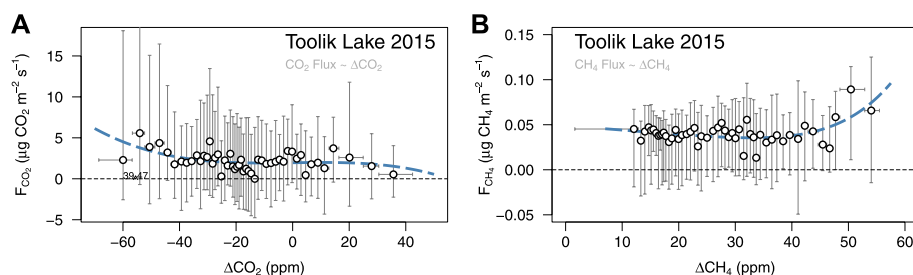 A
Toolik Lake 2015
CO₂ Flux ~ ΔCO₂
F_CO₂ (µg CO₂ m⁻² s⁻¹)
15
10
5
0
−5
−60 −40 −20 0 20 40
ΔCO₂ (ppm)
B
Toolik Lake 2015
CH₄ Flux ~ ΔCH₄
F_CH₄ (µg CH₄ m⁻² s⁻¹)
0.15
0.10
0.05
0.00
−0.05
0 10 20 30 40 50 60
ΔCH₄ (ppm)